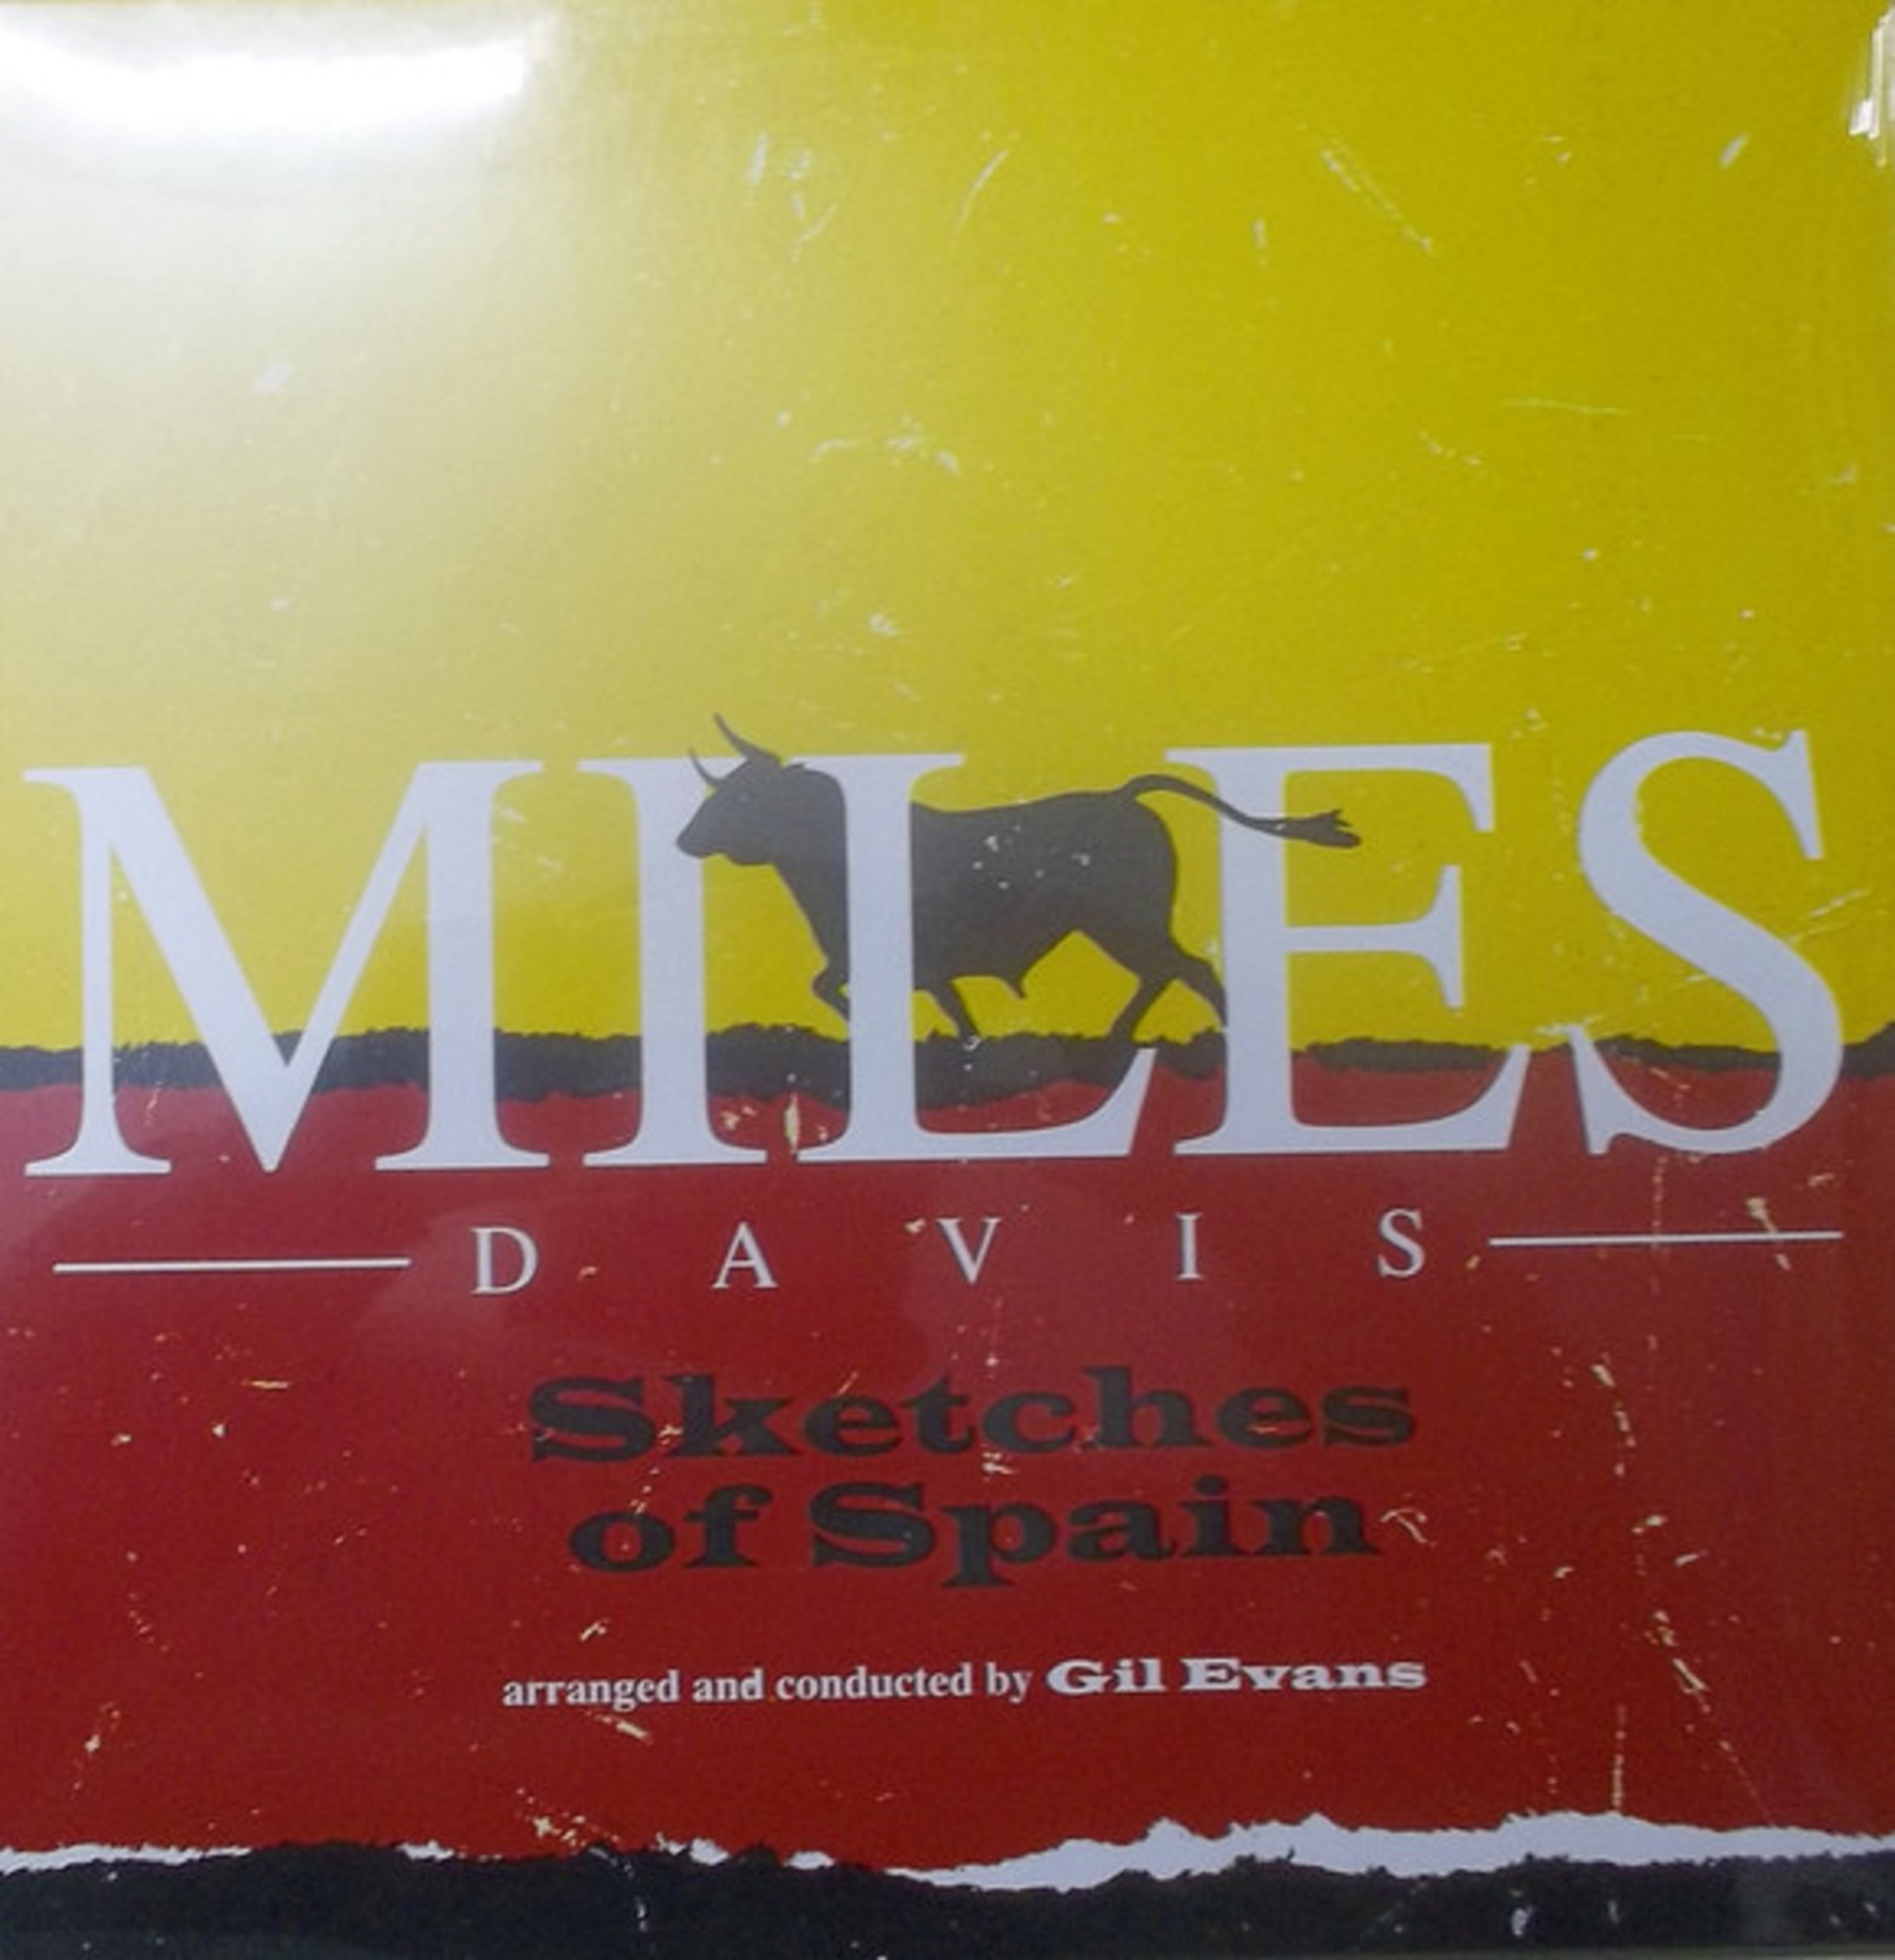 MILES
DAVIS
Sketches
of Spain
arranged and conducted by Gil Evans